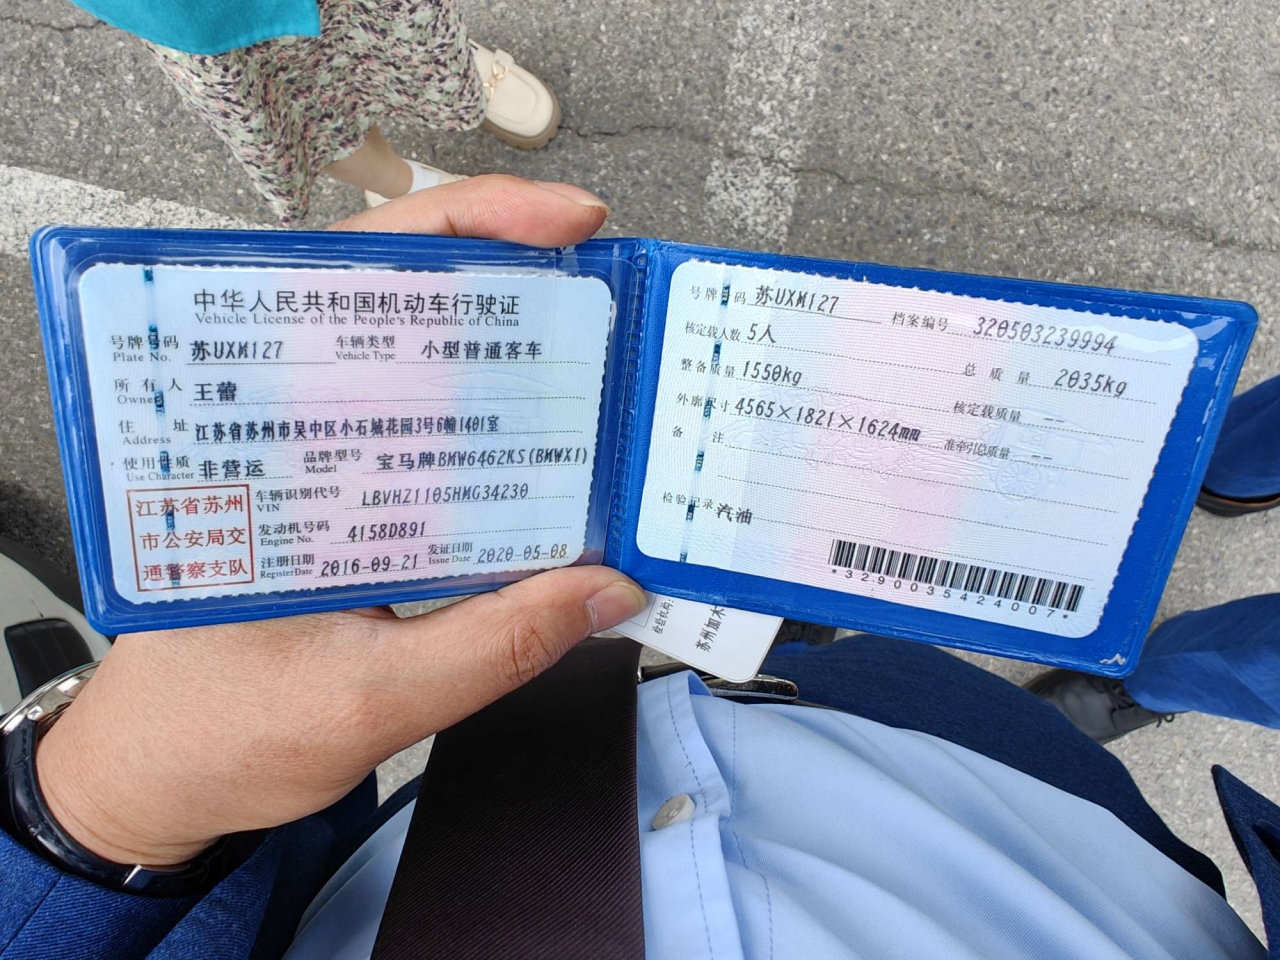 中华人民共和国机动车行驶证
Vehicle License of the People's Republic of China
号牌号码 苏UXM127 车辆类型 小型普通客车
Plate No. Vehicle Type
所有人 王蕾
Owner
住址 江苏省苏州市吴中区小石城花园3号6幢1401室
Address
使用性质 非营运 品牌型号 宝马牌BMW6462KS(BMWX1)
Use Character Model
江苏省苏州
市公安局交
通警察支队
车辆识别代号 LBVHZ1105HMG34230
VIN
发动机号码 4158D891
Engine No.
注册日期 2016-09-21 发证日期 2020-05-08
Register Date Issue Date
号牌号码 苏UXM127 档案编号 320503239994
核定载人数 5人 总质量 2035kg
整备质量 1550kg 核定载质量 --
外廓尺寸 4565×1821×1624mm 准牵引总质量 --
备注
检验记录 汽油
*3290035424007*
检验机构:
苏州加木